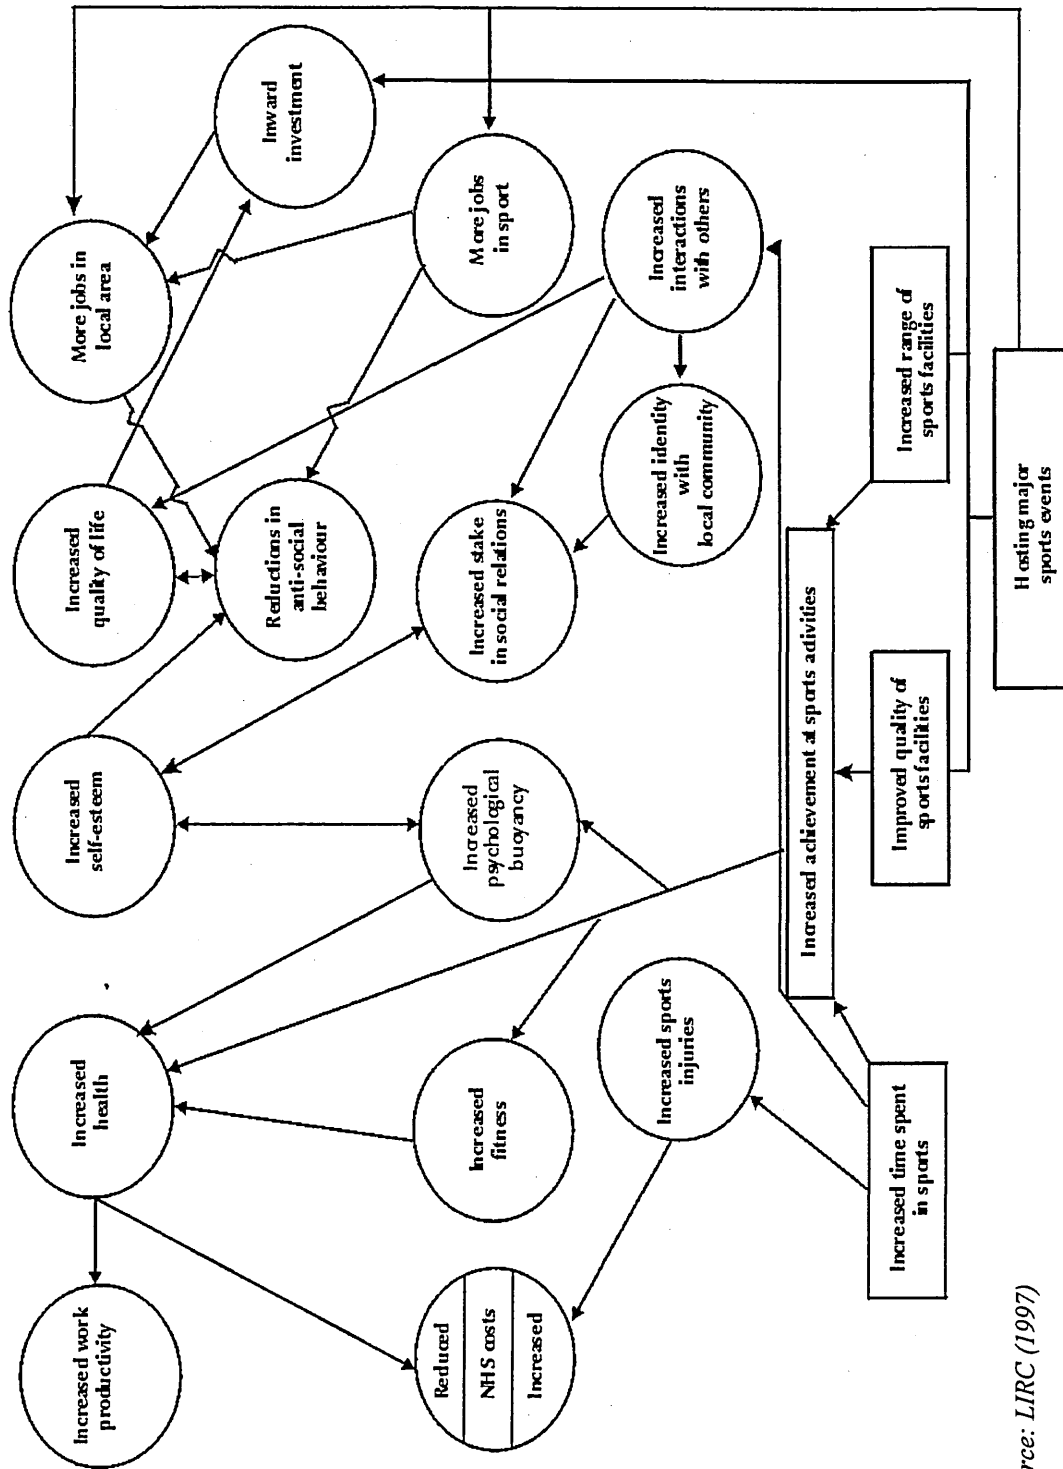 Increased work
productivity
Increased
health
Increased
self-esteem
Increased
quality of life
More jobs in
local area
Reductions in
anti-social
behaviour
Inward
investment
Reduced
NHS costs
Increased
Increased
fitness
Increased
psychological
buoyancy
Increased stake
in social relations
More jobs
in sport
Increased sports
injuries
Increased identity
with
local community
Increased
interactions
with others
Increased achievement at sports activities
Increased time spent
in sports
Improved quality of
sports facilities
Increased range of
sports facilities
Hosting major
sports events
rce: LIRC (1997)